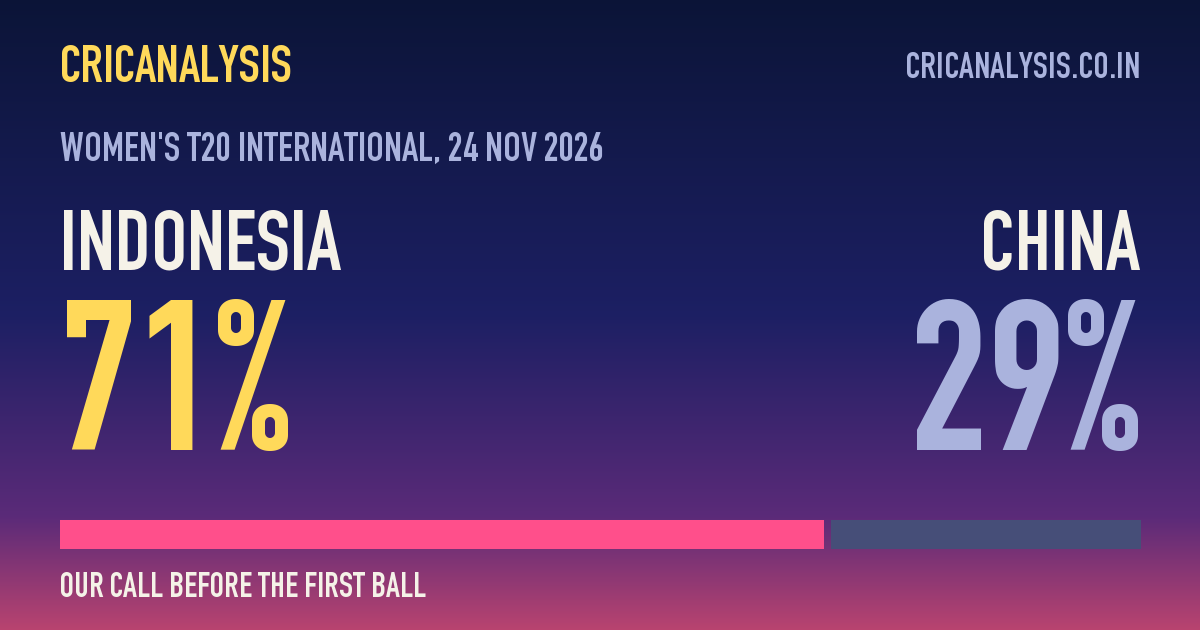 CRICANALYSIS
CRICANALYSIS.CO.IN
WOMEN'S T20 INTERNATIONAL, 24 NOV 2026
INDONESIA
CHINA
71%
29%
OUR CALL BEFORE THE FIRST BALL